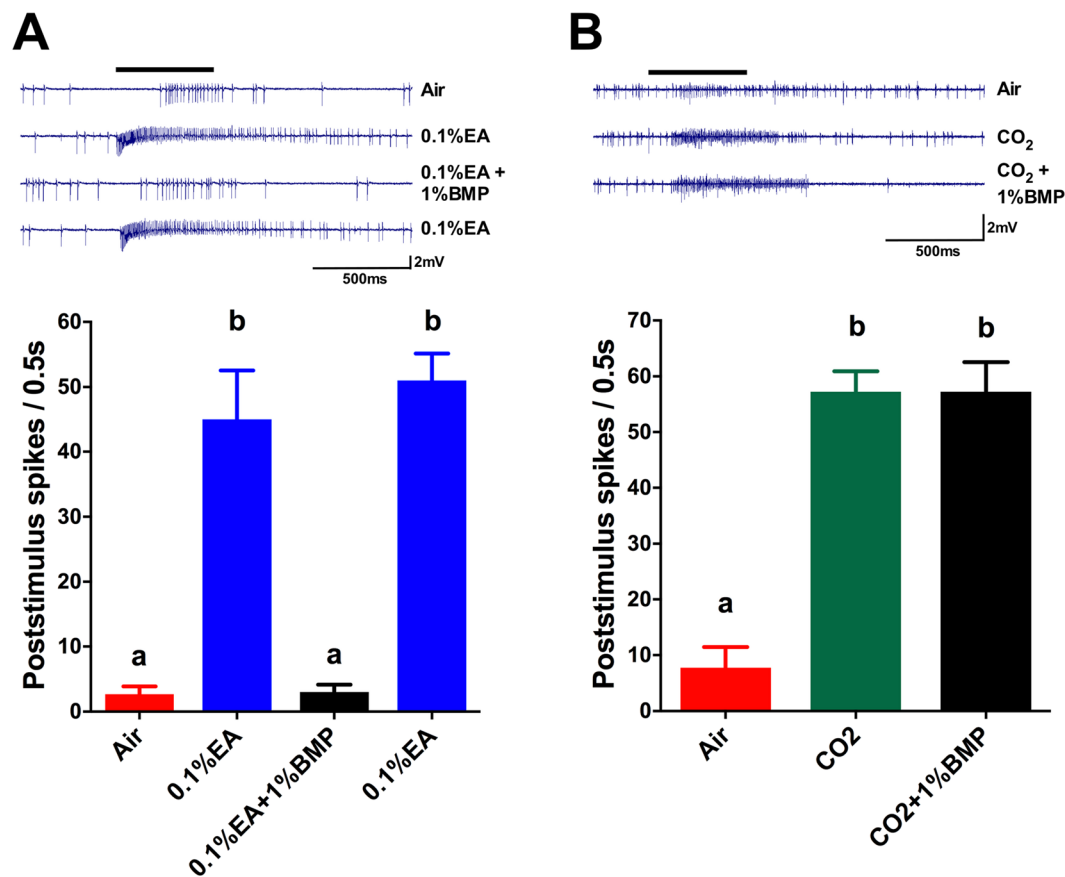 A
Air
0.1%EA
0.1%EA +
1%BMP
0.1%EA
2mV
500ms
Poststimulus spikes / 0.5s
60
50
40
30
20
10
0
a
b
a
b
Air
0.1%EA
0.1%EA+1%BMP
0.1%EA
B
Air
CO2
CO2 +
1%BMP
2mV
500ms
Poststimulus spikes / 0.5s
70
60
50
40
30
20
10
0
a
b
b
Air
CO2
CO2+1%BMP